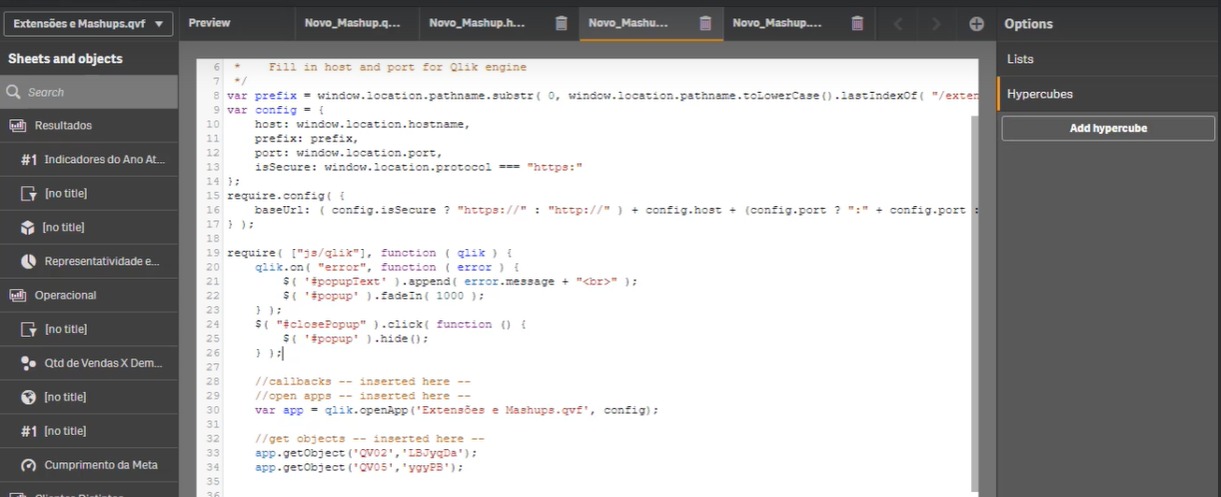 Extensões e Mashups.qvf
Preview
Novo_Mashup.q...
Novo_Mashup.h...
Novo_Mashu...
Novo_Mashup....
Options
Sheets and objects
Search
Resultados
#1 Indicadores do Ano At...
[no title]
[no title]
Representatividade e...
Operacional
[no title]
Qtd de Vendas X Dem...
[no title]
#1 [no title]
Cumprimento da Meta
6 * Fill in host and port for Qlik engine
7 */
8 var prefix = window.location.pathname.substr( 0, window.location.pathname.toLowerCase().lastIndexOf( "/exten
9 var config = {
10 host: window.location.hostname,
11 prefix: prefix,
12 port: window.location.port,
13 isSecure: window.location.protocol === "https:"
14 };
15 require.config( {
16 baseUrl: ( config.isSecure ? "https://" : "http://" ) + config.host + (config.port ? ":" + config.port :
17 } );
18
19 require( ["js/qlik"], function ( qlik ) {
20 qlik.on( "error", function ( error ) {
21 $( '#popupText' ).append( error.message + "<br>" );
22 $( '#popup' ).fadeIn( 1000 );
23 } );
24 $( "#closePopup" ).click( function () {
25 $( '#popup' ).hide();
26 } );
27
28 //callbacks -- inserted here --
29 //open apps -- inserted here --
30 var app = qlik.openApp('Extensões e Mashups.qvf', config);
31
32 //get objects -- inserted here --
33 app.getObject('QV02','LBJyqDa');
34 app.getObject('QV05','ygyPB');
35
36
Lists
Hypercubes
Add hypercube